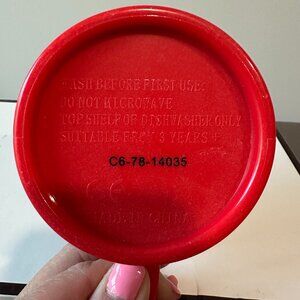 WASH BEFORE FIRST USE.
DO NOT MICROWAVE
TOP SHELF OF DISHWASHER ONLY
SUITABLE FROM 3 YEARS +
C6-78-14035
CE
MADE IN CHINA